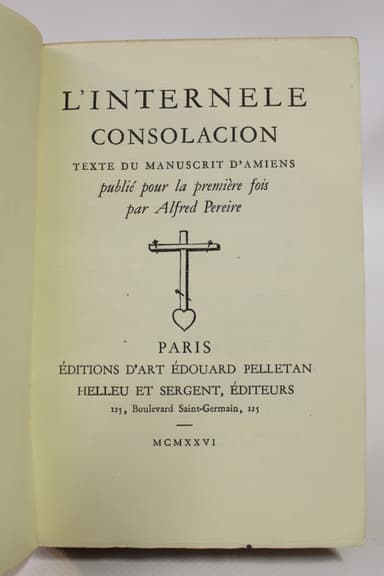 L'INTERNELE
CONSOLACION
TEXTE DU MANUSCRIT D'AMIENS
publié pour la première fois
par Alfred Pereire
PARIS
ÉDITIONS D'ART ÉDOUARD PELLETAN
HELLEU ET SERGENT, ÉDITEURS
125, Boulevard Saint-Germain, 125
MCMXXVI